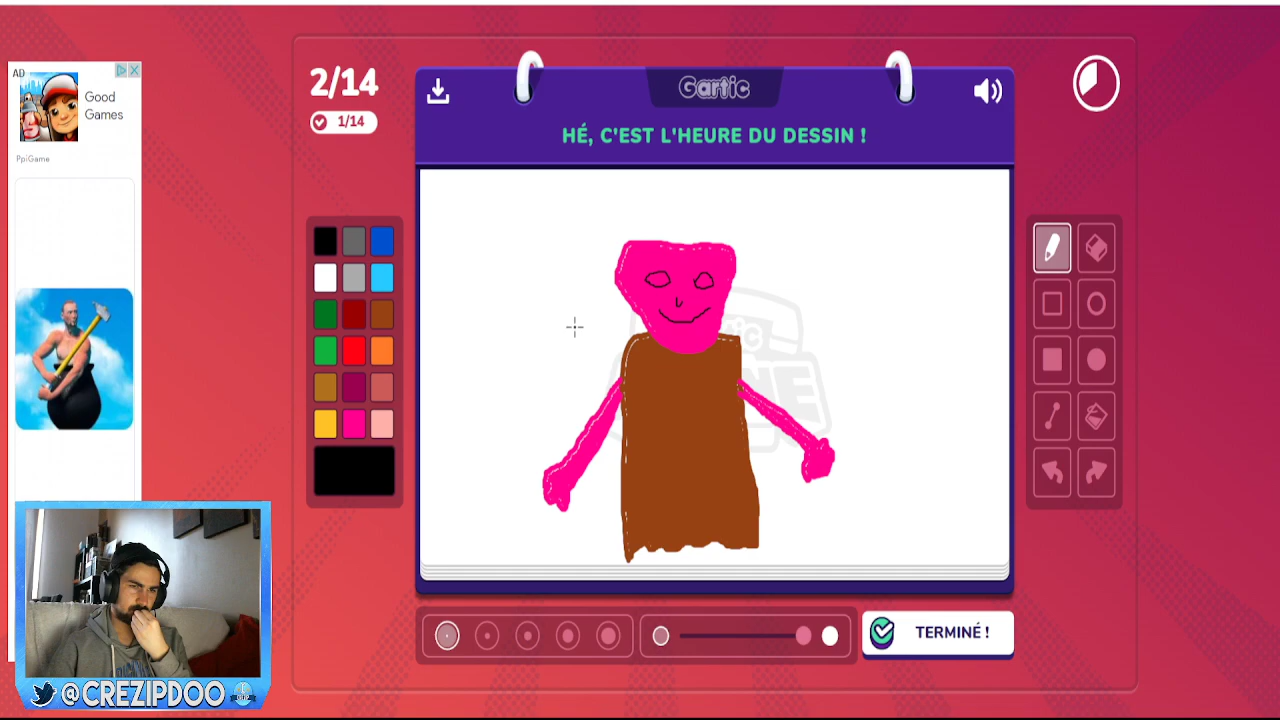 AD
Good
Games
PpiGame
2/14
1/14
Gartic
HÉ, C'EST L'HEURE DU DESSIN !
TERMINÉ !
@CREZIPDOO